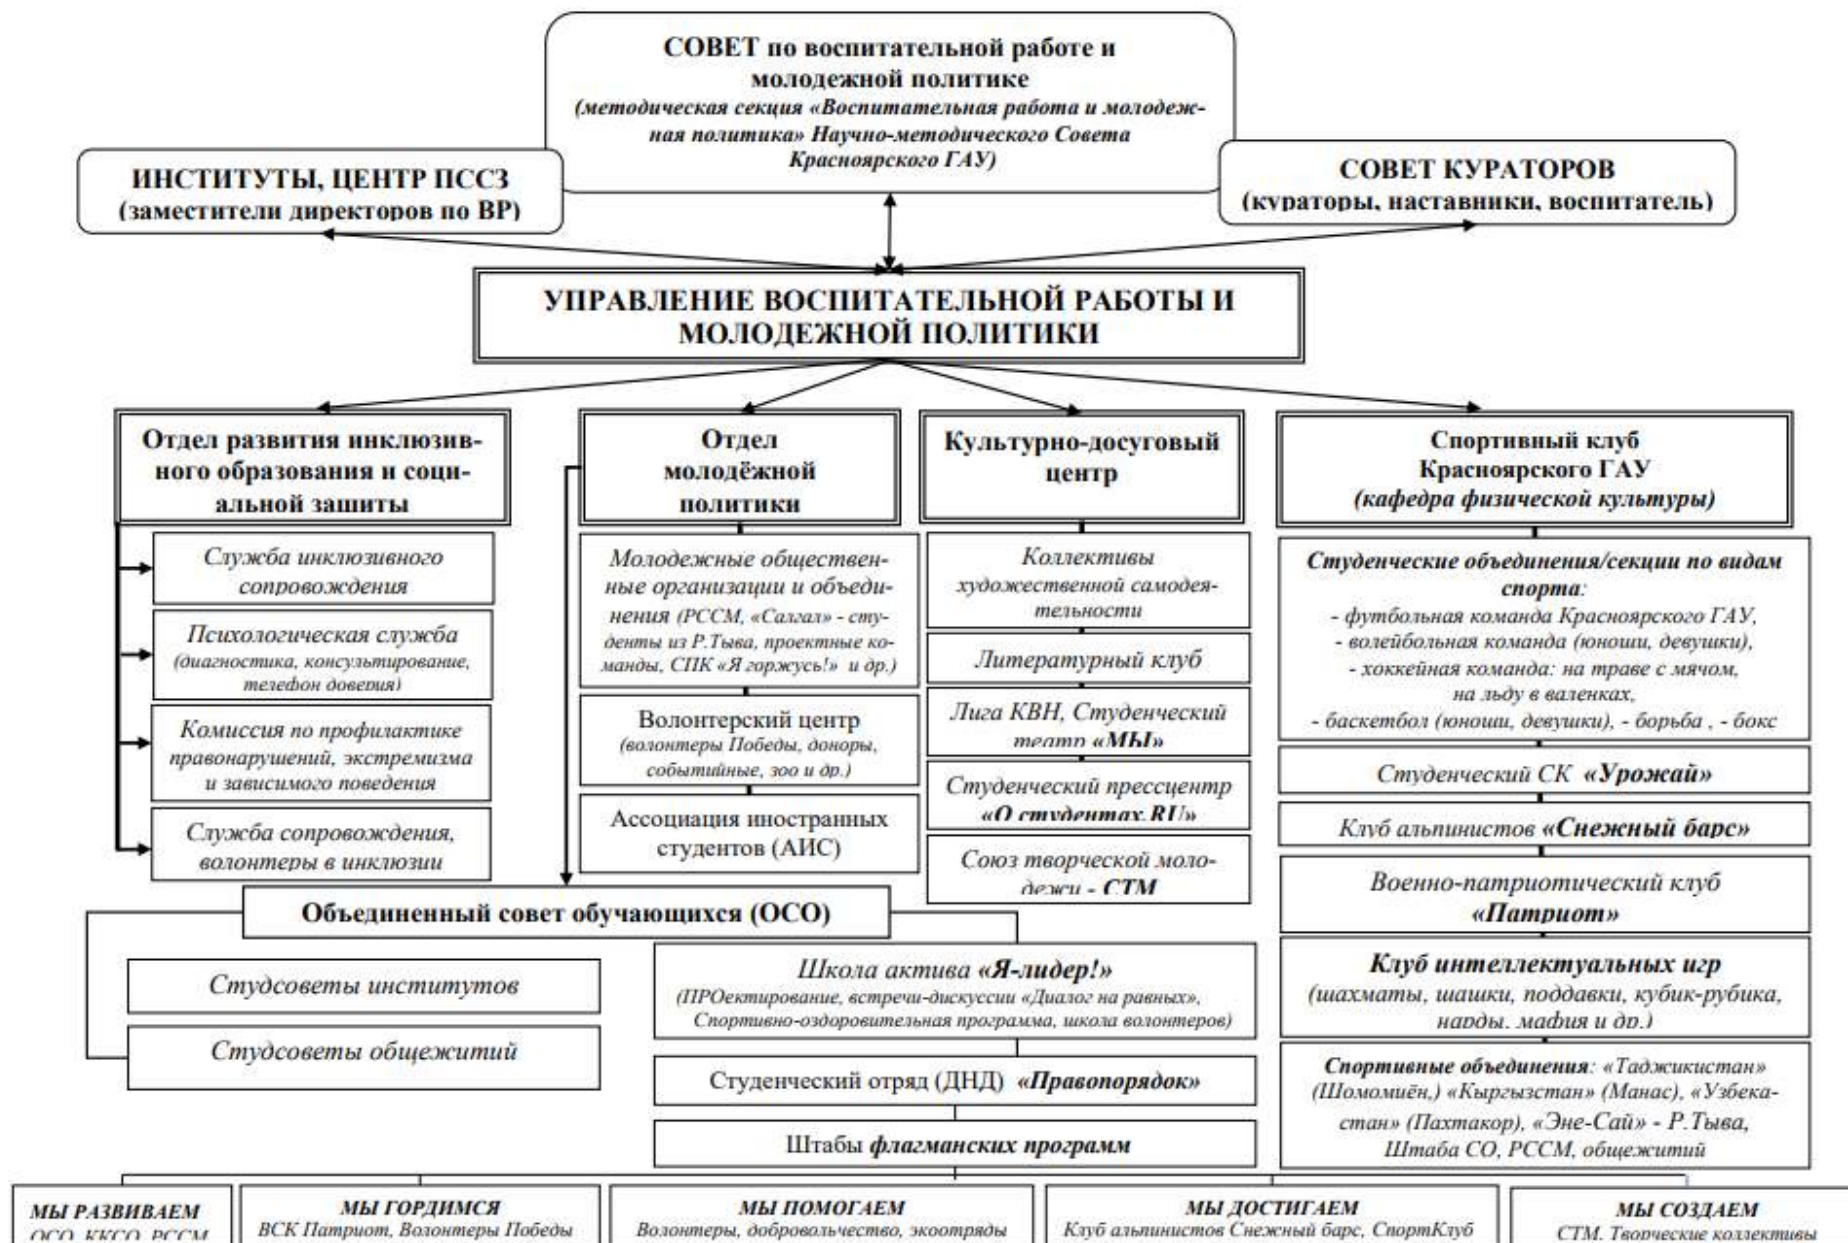 СОВЕТ по воспитательной работе и
молодежной политике
(методическая секция «Воспитательная работа и молодеж-
ная политика» Научно-методического Совета
Красноярского ГАУ)
ИНСТИТУТЫ, ЦЕНТР ПССЗ
(заместители директоров по ВР)
СОВЕТ КУРАТОРОВ
(кураторы, наставники, воспитатель)
УПРАВЛЕНИЕ ВОСПИТАТЕЛЬНОЙ РАБОТЫ И
МОЛОДЕЖНОЙ ПОЛИТИКИ
Отдел развития инклюзив-
ного образования и соци-
альной зашиты
Служба инклюзивного
сопровождения
Психологическая служба
(диагностика, консультирование,
телефон доверия)
Комиссия по профилактике
правонарушений, экстремизма
и зависимого поведения
Служба сопровождения,
волонтеры в инклюзии
Отдел
молодёжной
политики
Молодежные обществен-
ные организации и объеди-
нения (РССМ, «Салгал» - сту-
денты из Р.Тыва, проектные ко-
манды, СПК «Я горжусь!» и др.)
Волонтерский центр
(волонтеры Победы, доноры,
событийные, зоо и др.)
Ассоциация иностранных
студентов (АИС)
Культурно-досуговый
центр
Коллективы
художественной самодея-
тельности
Литературный клуб
Лига КВН, Студенческий
театр «МЫ»
Студенческий прессцентр
«О студентах.RU»
Союз творческой моло-
дежи - СТМ
Спортивный клуб
Красноярского ГАУ
(кафедра физической культуры)
Студенческие объединения/секции по видам
спорта:
- футбольная команда Красноярского ГАУ,
- волейбольная команда (юноши, девушки),
- хоккейная команда: на траве с мячом,
на льду в валенках,
- баскетбол (юноши, девушки), - борьба , - бокс
Студенческий СК «Урожай»
Клуб альпинистов «Снежный барс»
Военно-патриотический клуб
«Патриот»
Клуб интеллектуальных игр
(шахматы, шашки, поддавки, кубик-рубика,
нарды, мафия и др.)
Спортивные объединения: «Таджикистан»
(Шомомиён,) «Кыргызстан» (Манас), «Узбека-
стан» (Пахтакор), «Эне-Сай» - Р.Тыва,
Штаба СО, РССМ, общежитий
Объединенный совет обучающихся (ОСО)
Студсоветы институтов
Студсоветы общежитий
Школа актива «Я-лидер!»
(ПРОектирование, встречи-дискуссии «Диалог на равных»,
Спортивно-оздоровительная программа, школа волонтеров)
Студенческий отряд (ДНД) «Правопорядок»
Штабы флагманских программ
МЫ РАЗВИВАЕМ
ОСО, ККСО, РССМ
МЫ ГОРДИМСЯ
ВСК Патриот, Волонтеры Победы
МЫ ПОМОГАЕМ
Волонтеры, добровольчество, экоотряды
МЫ ДОСТИГАЕМ
Клуб альпинистов Снежный барс, СпортКлуб
МЫ СОЗДАЕМ
СТМ, Творческие коллективы